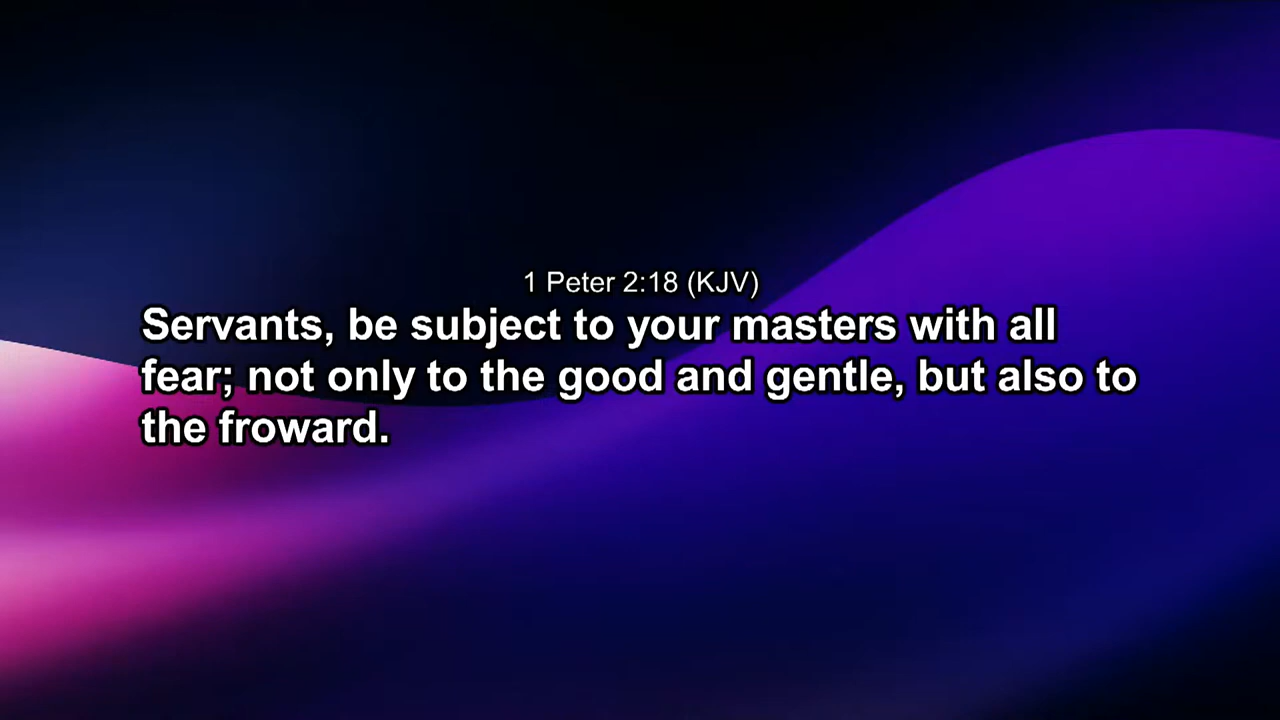 1 Peter 2:18 (KJV)
Servants, be subject to your masters with all
fear; not only to the good and gentle, but also to
the froward.